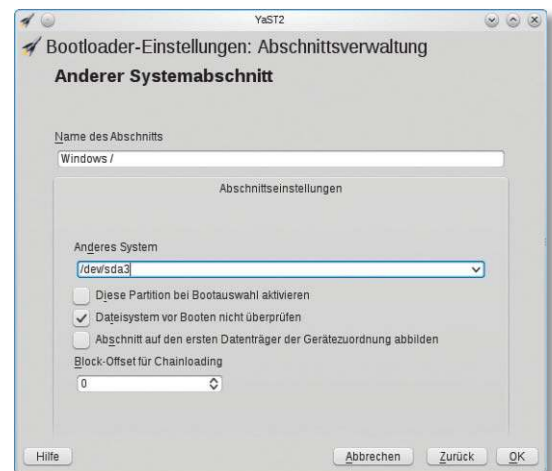 YaST2
Bootloader-Einstellungen: Abschnittsverwaltung
Anderer Systemabschnitt
Name des Abschnitts
Windows /
Abschnittseinstellungen
Anderes System
/dev/sda3
Diese Partition bei Bootauswahl aktivieren
Dateisystem vor Booten nicht überprüfen
Abschnitt auf den ersten Datenträger der Gerätezuordnung abbilden
Block-Offset für Chainloading
0
Hilfe Abbrechen Zurück OK